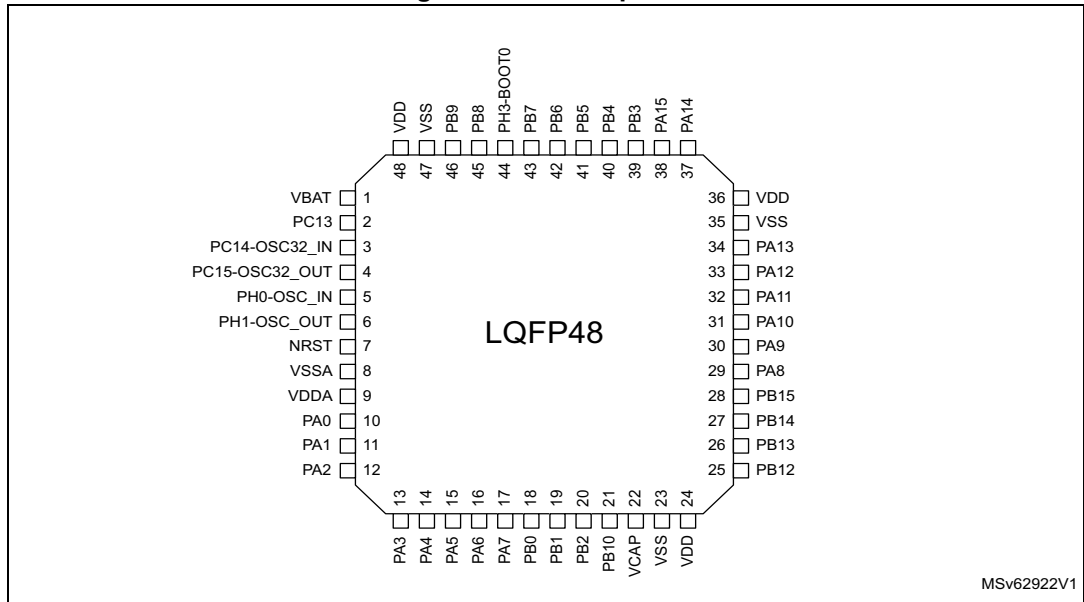 VDD
VSS
PB9
PB8
PH3-BOOT0
PB7
PB6
PB5
PB4
PB3
PA15
PA14
48
47
46
45
44
43
42
41
40
39
38
37
VBAT 1
PC13 2
PC14-OSC32_IN 3
PC15-OSC32_OUT 4
PH0-OSC_IN 5
PH1-OSC_OUT 6
NRST 7
VSSA 8
VDDA 9
PA0 10
PA1 11
PA2 12
LQFP48
36 VDD
35 VSS
34 PA13
33 PA12
32 PA11
31 PA10
30 PA9
29 PA8
28 PB15
27 PB14
26 PB13
25 PB12
13
14
15
16
17
18
19
20
21
22
23
24
PA3
PA4
PA5
PA6
PA7
PB0
PB1
PB2
PB10
VCAP
VSS
VDD
MSv62922V1